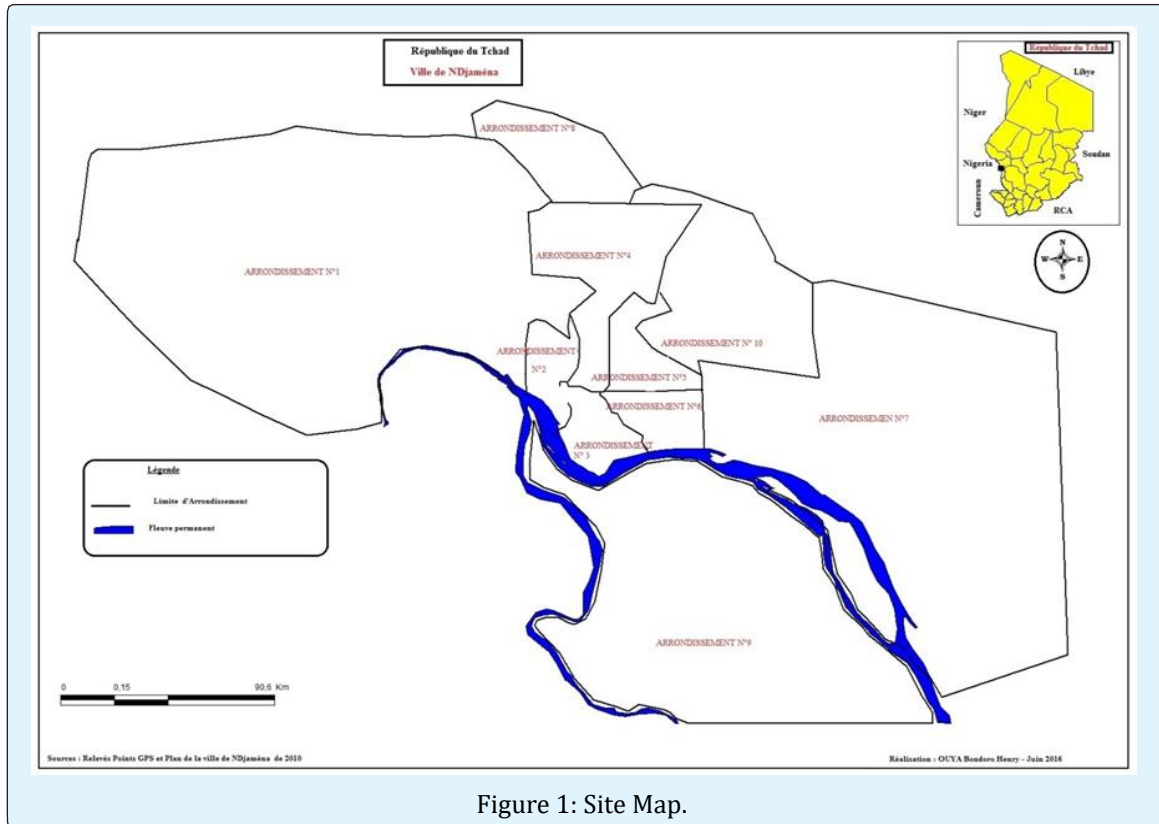 République du Tchad
Ville de NDjaména
République du Tchad
Libye
Niger
Nigeria
Soudan
Cameroun
RCA
N
W E
S
ARRONDISSEMENT N°8
ARRONDISSEMENT N°4
ARRONDISSEMENT N°1
ARRONDISSEMENT N° 10
ARRONDISSEMENT
N°2
ARRONDISSEMENT N°5
ARRONDISSEMENT N°6
ARRONDISSEMEN N°7
ARRONDISSEMENT
N° 3
ARRONDISSEMENT N°9
Légende
Limite d'Arrondissement
Fleuve permanent
0 0,15 90,6 Km
Sources : Relevés Points GPS et Plan de la ville de NDjaména de 2010
Réalisation : OUYA Bondoro Henry - Juin 2016
Figure 1: Site Map.